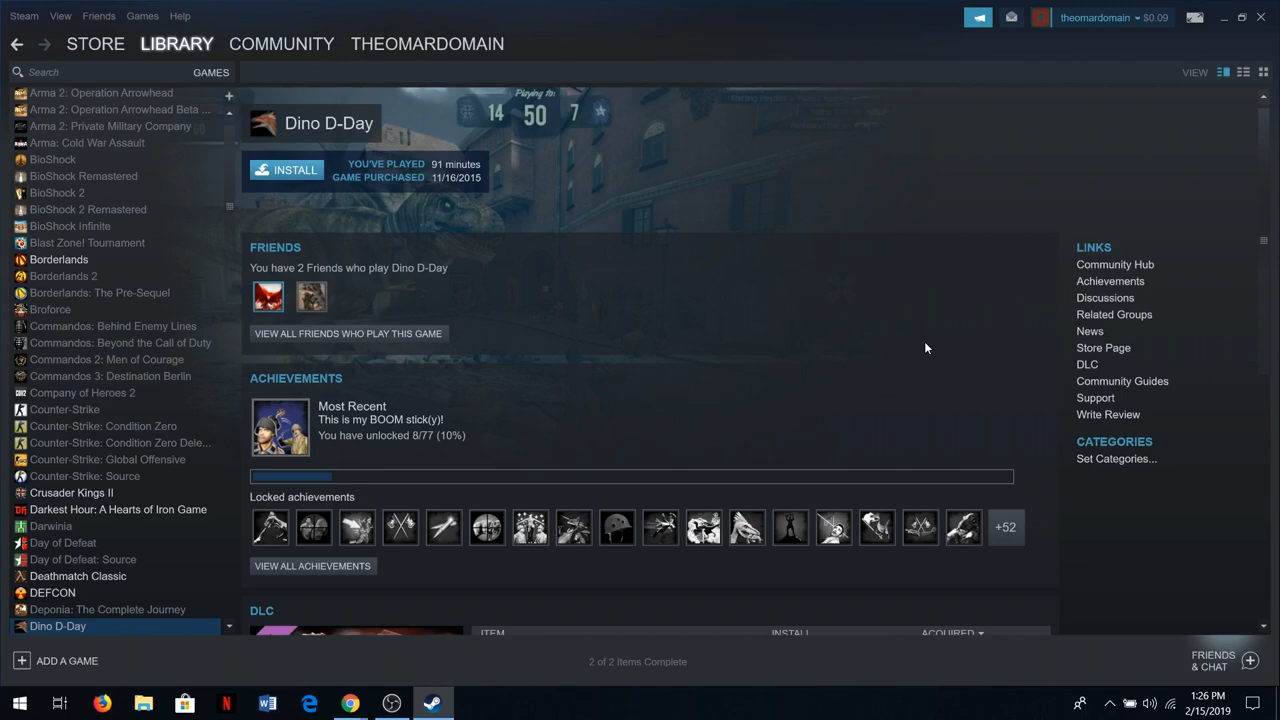 Steam View Friends Games Help
theomardomain $0.09
STORE LIBRARY COMMUNITY THEOMARDOMAIN
Search GAMES
VIEW
Arma 2: Operation Arrowhead
Arma 2: Operation Arrowhead Beta ...
Arma 2: Private Military Company
Arma: Cold War Assault
BioShock
BioShock Remastered
BioShock 2
BioShock 2 Remastered
BioShock Infinite
Blast Zone! Tournament
Borderlands
Borderlands 2
Borderlands: The Pre-Sequel
Broforce
Commandos: Behind Enemy Lines
Commandos: Beyond the Call of Duty
Commandos 2: Men of Courage
Commandos 3: Destination Berlin
Company of Heroes 2
Counter-Strike
Counter-Strike: Condition Zero
Counter-Strike: Condition Zero Dele...
Counter-Strike: Global Offensive
Counter-Strike: Source
Crusader Kings II
Darkest Hour: A Hearts of Iron Game
Darwinia
Day of Defeat
Day of Defeat: Source
Deathmatch Classic
DEFCON
Deponia: The Complete Journey
Dino D-Day
Playing to:
14 50 7
Dino D-Day
INSTALL
YOU'VE PLAYED 91 minutes
GAME PURCHASED 11/16/2015
FRIENDS
You have 2 Friends who play Dino D-Day
VIEW ALL FRIENDS WHO PLAY THIS GAME
ACHIEVEMENTS
Most Recent
This is my BOOM stick(y)!
You have unlocked 8/77 (10%)
Locked achievements
+52
VIEW ALL ACHIEVEMENTS
DLC
ITEM INSTALL ACQUIRED
LINKS
Community Hub
Achievements
Discussions
Related Groups
News
Store Page
DLC
Community Guides
Support
Write Review
CATEGORIES
Set Categories...
ADD A GAME
2 of 2 Items Complete
FRIENDS
& CHAT
1:26 PM
2/15/2019